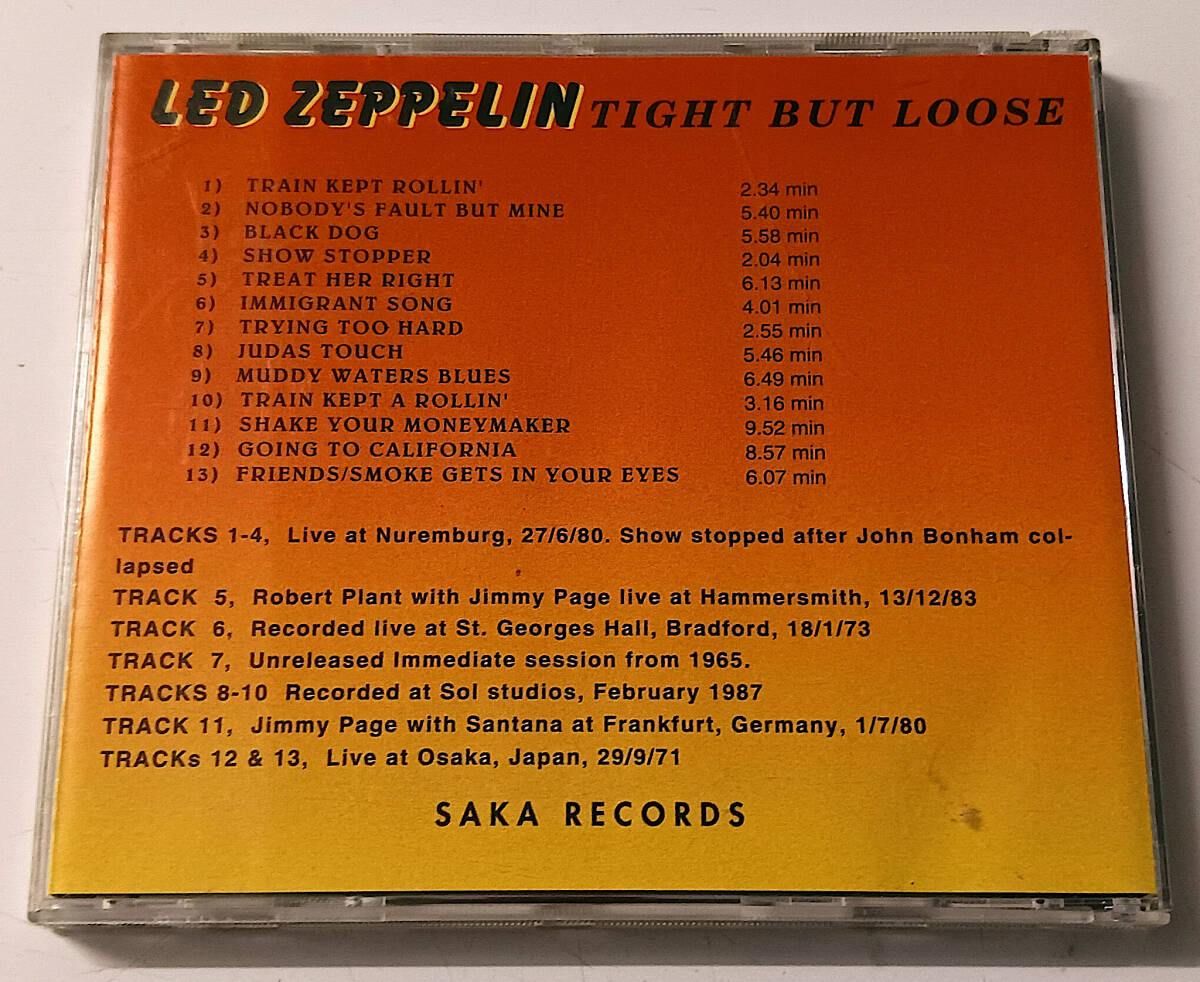 LED ZEPPELIN TIGHT BUT LOOSE
1) TRAIN KEPT ROLLIN' 2.34 min
2) NOBODY'S FAULT BUT MINE 5.40 min
3) BLACK DOG 5.58 min
4) SHOW STOPPER 2.04 min
5) TREAT HER RIGHT 6.13 min
6) IMMIGRANT SONG 4.01 min
7) TRYING TOO HARD 2.55 min
8) JUDAS TOUCH 5.46 min
9) MUDDY WATERS BLUES 6.49 min
10) TRAIN KEPT A ROLLIN' 3.16 min
11) SHAKE YOUR MONEYMAKER 9.52 min
12) GOING TO CALIFORNIA 8.57 min
13) FRIENDS/SMOKE GETS IN YOUR EYES 6.07 min
TRACKS 1-4, Live at Nuremburg, 27/6/80. Show stopped after John Bonham col-
lapsed
TRACK 5, Robert Plant with Jimmy Page live at Hammersmith, 13/12/83
TRACK 6, Recorded live at St. Georges Hall, Bradford, 18/1/73
TRACK 7, Unreleased Immediate session from 1965.
TRACKS 8-10 Recorded at Sol studios, February 1987
TRACK 11, Jimmy Page with Santana at Frankfurt, Germany, 1/7/80
TRACKs 12 & 13, Live at Osaka, Japan, 29/9/71
SAKA RECORDS